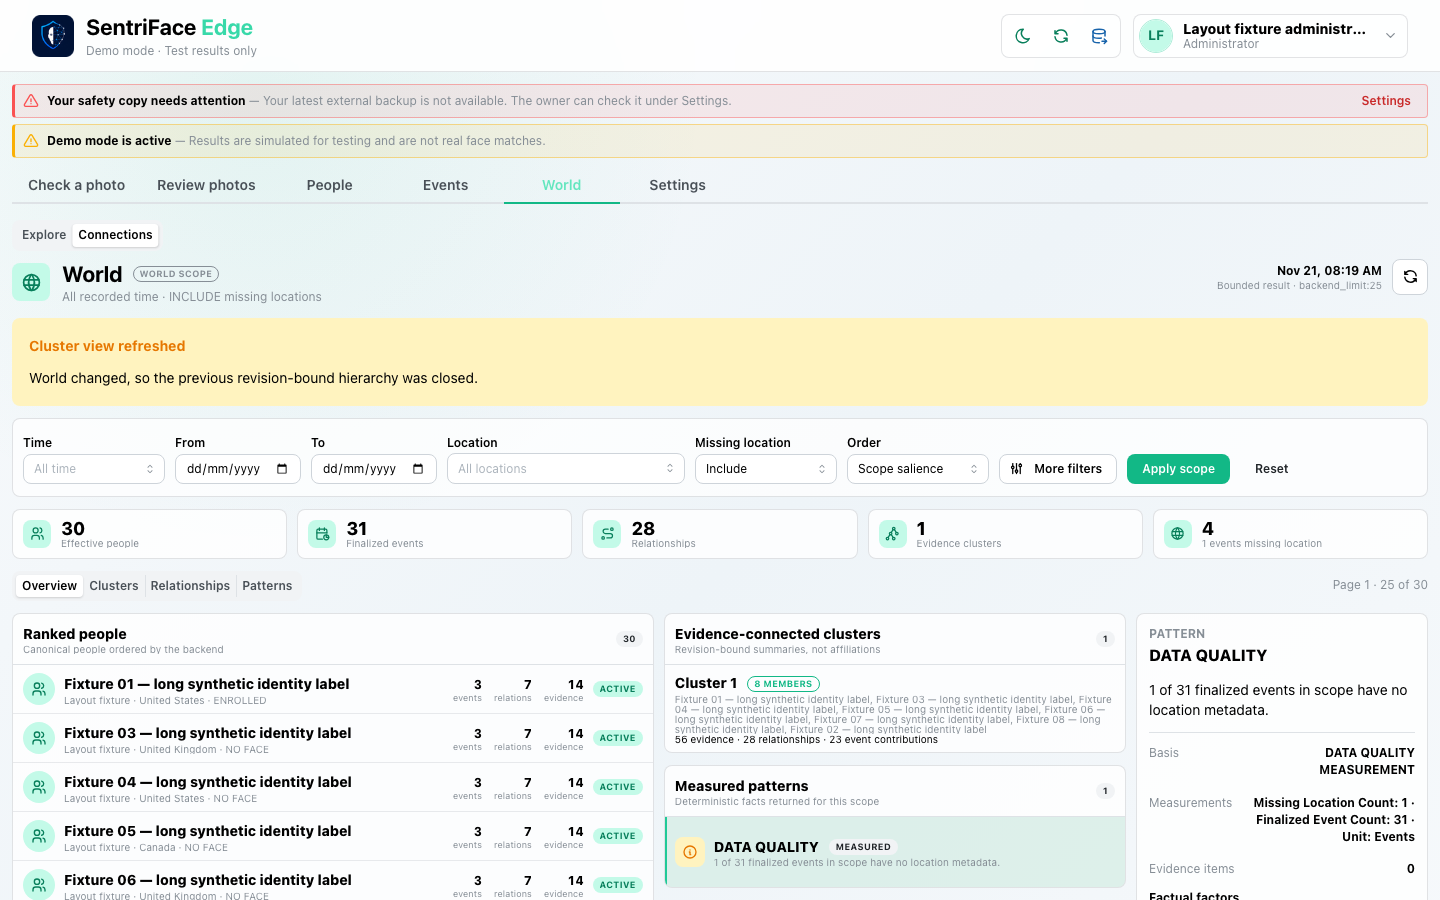 SentriFace Edge
Demo mode · Test results only
LF
Layout fixture administr...
Administrator
Your safety copy needs attention — Your latest external backup is not available. The owner can check it under Settings.
Settings
Demo mode is active — Results are simulated for testing and are not real face matches.
Check a photo
Review photos
People
Events
World
Settings
Explore
Connections
World
WORLD SCOPE
All recorded time · INCLUDE missing locations
Nov 21, 08:19 AM
Bounded result · backend_limit:25
Cluster view refreshed
World changed, so the previous revision-bound hierarchy was closed.
Time
From
To
Location
Missing location
Order
All time
dd/mm/yyyy
dd/mm/yyyy
All locations
Include
Scope salience
More filters
Apply scope
Reset
30
Effective people
31
Finalized events
28
Relationships
1
Evidence clusters
4
1 events missing location
Overview
Clusters
Relationships
Patterns
Page 1 · 25 of 30
Ranked people
Canonical people ordered by the backend
30
Fixture 01 — long synthetic identity label
Layout fixture · United States · ENROLLED
3 events
7 relations
14 evidence
ACTIVE
Fixture 03 — long synthetic identity label
Layout fixture · United Kingdom · NO FACE
3 events
7 relations
14 evidence
ACTIVE
Fixture 04 — long synthetic identity label
Layout fixture · United States · NO FACE
3 events
7 relations
14 evidence
ACTIVE
Fixture 05 — long synthetic identity label
Layout fixture · Canada · NO FACE
3 events
7 relations
14 evidence
ACTIVE
Fixture 06 — long synthetic identity label
Layout fixture · United Kingdom · NO FACE
3 events
7 relations
14 evidence
ACTIVE
Evidence-connected clusters
Revision-bound summaries, not affiliations
1
Cluster 1
8 MEMBERS
Fixture 01 — long synthetic identity label, Fixture 03 — long synthetic identity label, Fixture
04 — long synthetic identity label, Fixture 05 — long synthetic identity label, Fixture 06 —
long synthetic identity label, Fixture 07 — long synthetic identity label, Fixture 08 — long
synthetic identity label, Fixture 02 — long synthetic identity label
56 evidence · 28 relationships · 23 event contributions
Measured patterns
Deterministic facts returned for this scope
1
DATA QUALITY
MEASURED
1 of 31 finalized events in scope have no location metadata.
PATTERN
DATA QUALITY
1 of 31 finalized events in scope have no
location metadata.
Basis
DATA QUALITY
MEASUREMENT
Measurements
Missing Location Count: 1 ·
Finalized Event Count: 31 ·
Unit: Events
Evidence items
0
Factual factors